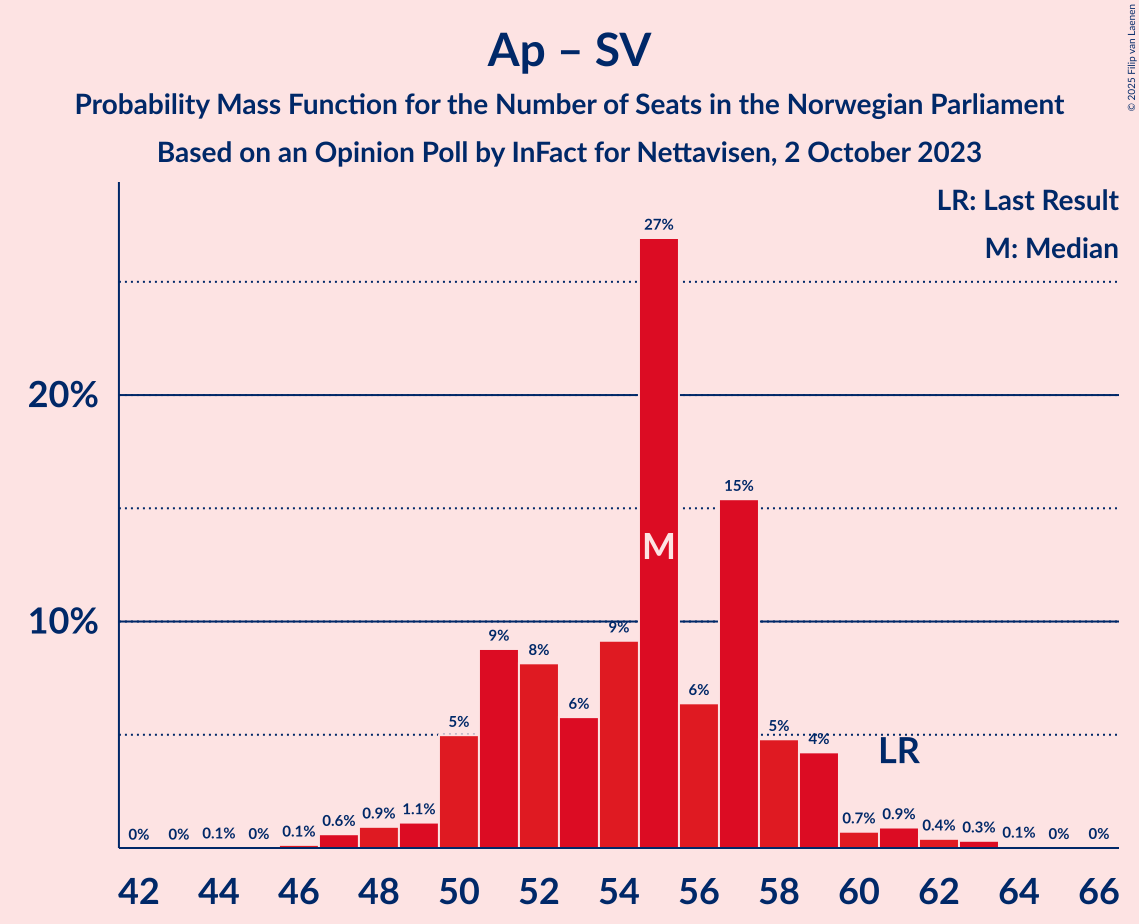 Ap – SV
Probability Mass Function for the Number of Seats in the Norwegian Parliament
Based on an Opinion Poll by InFact for Nettavisen, 2 October 2023
© 2025 Filip van Laenen
LR: Last Result
M: Median
20%
10%
0% 0% 0.1% 0% 0.1% 0.6% 0.9% 1.1% 5% 9% 8% 6% 9% 27% 6% 15% 5% 4% 0.7% 0.9% 0.4% 0.3% 0.1% 0% 0%
M
LR
42 44 46 48 50 52 54 56 58 60 62 64 66